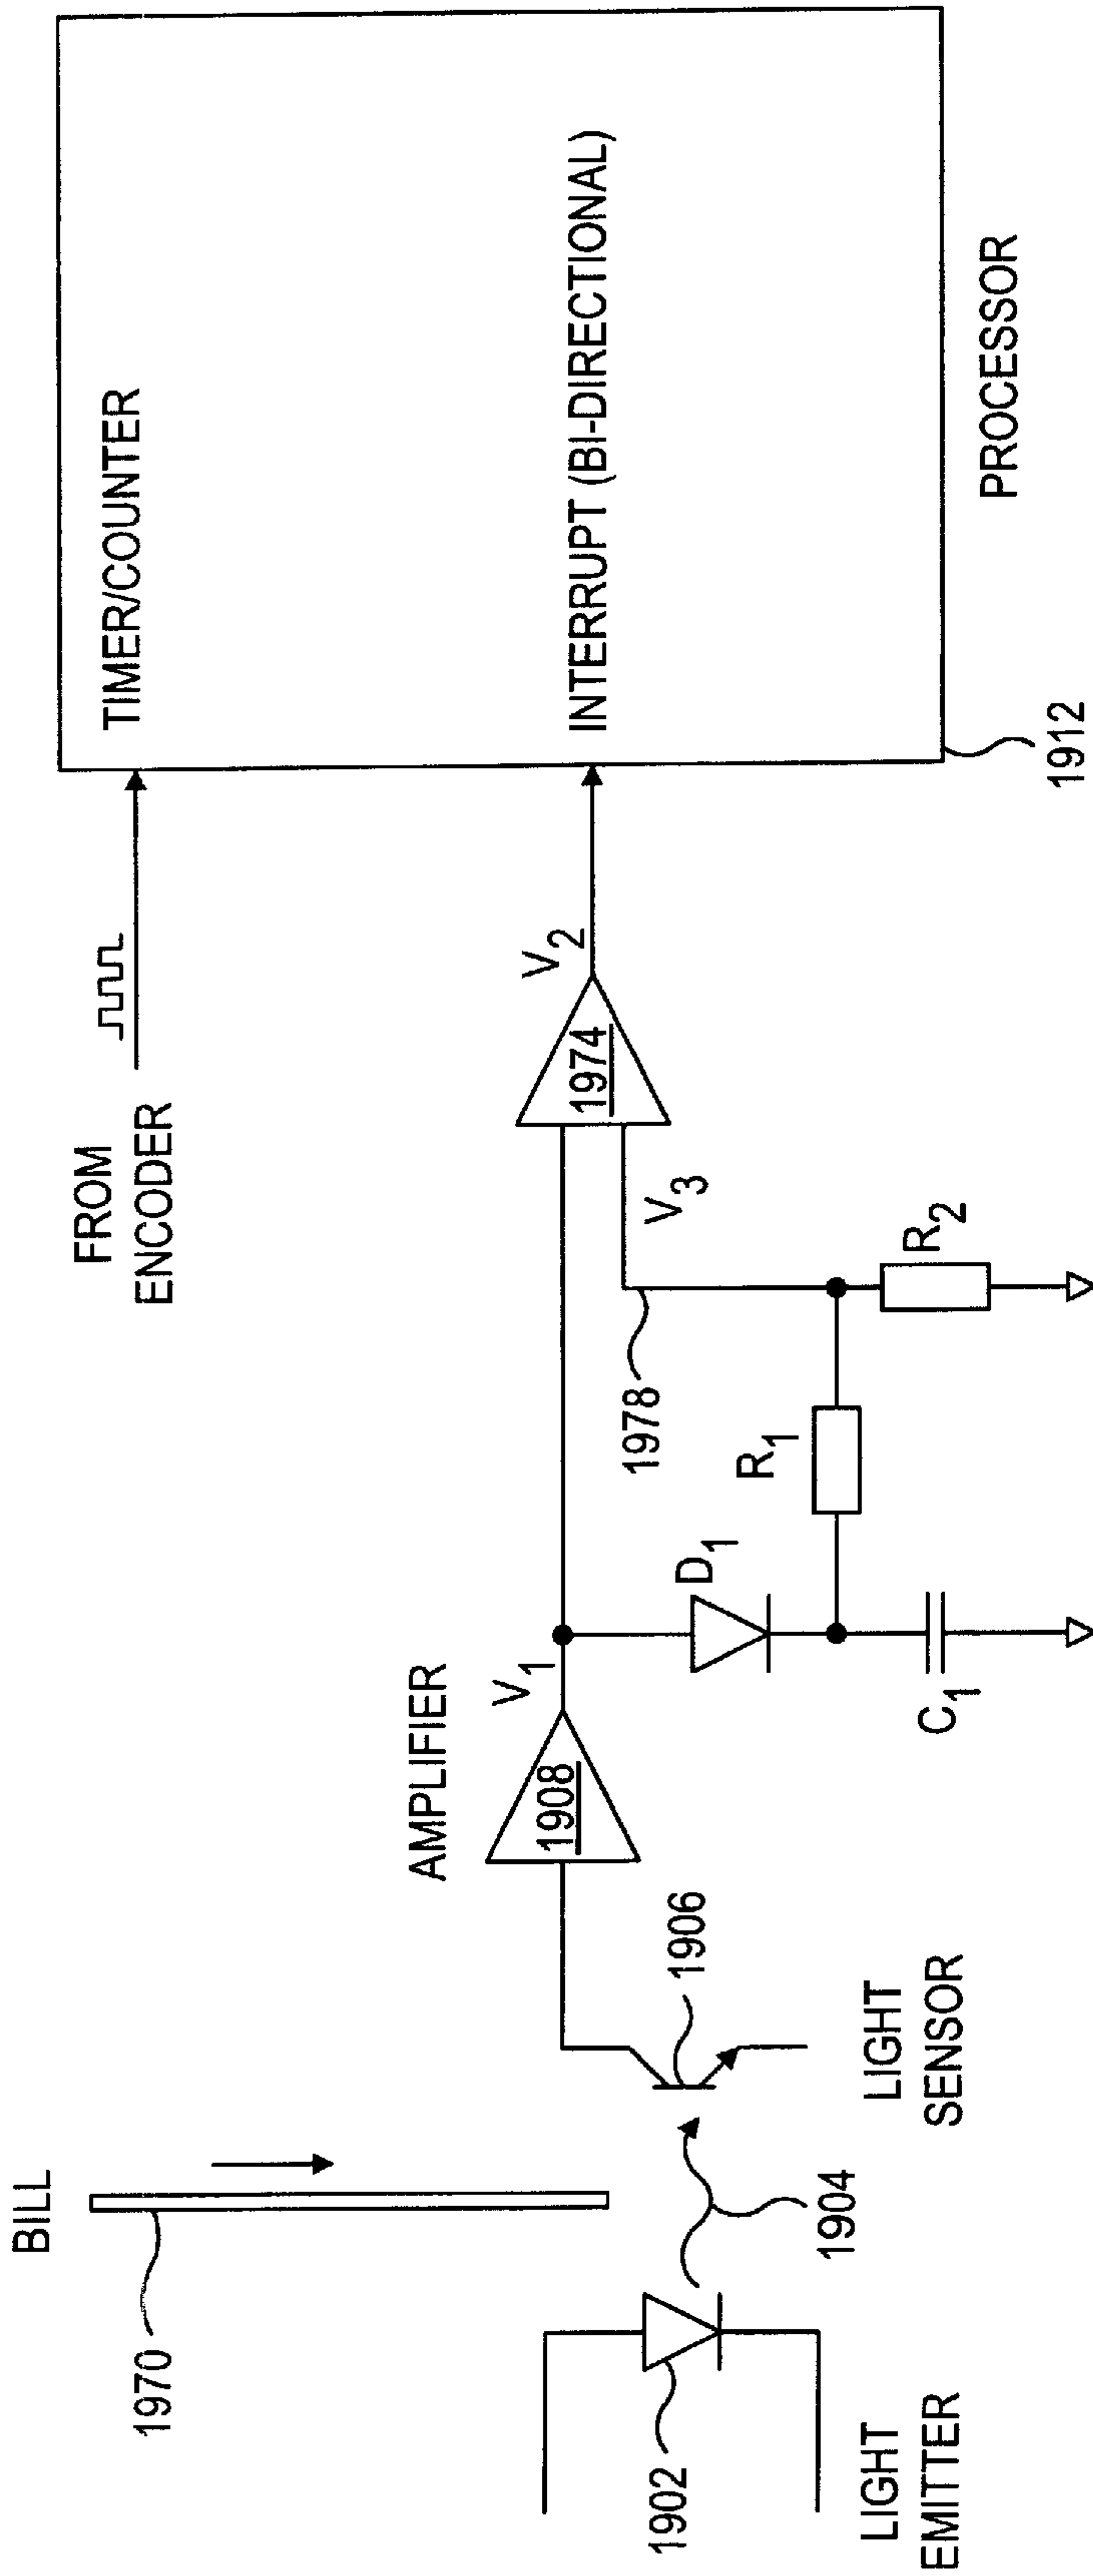 BILL
1970
LIGHT
EMITTER
1902
1904
LIGHT
SENSOR
1906
AMPLIFIER
1908
V1
D1
C1
R1
R2
1978
V3
1974
V2
FROM
ENCODER
TIMER/COUNTER
INTERRUPT (BI-DIRECTIONAL)
PROCESSOR
1912